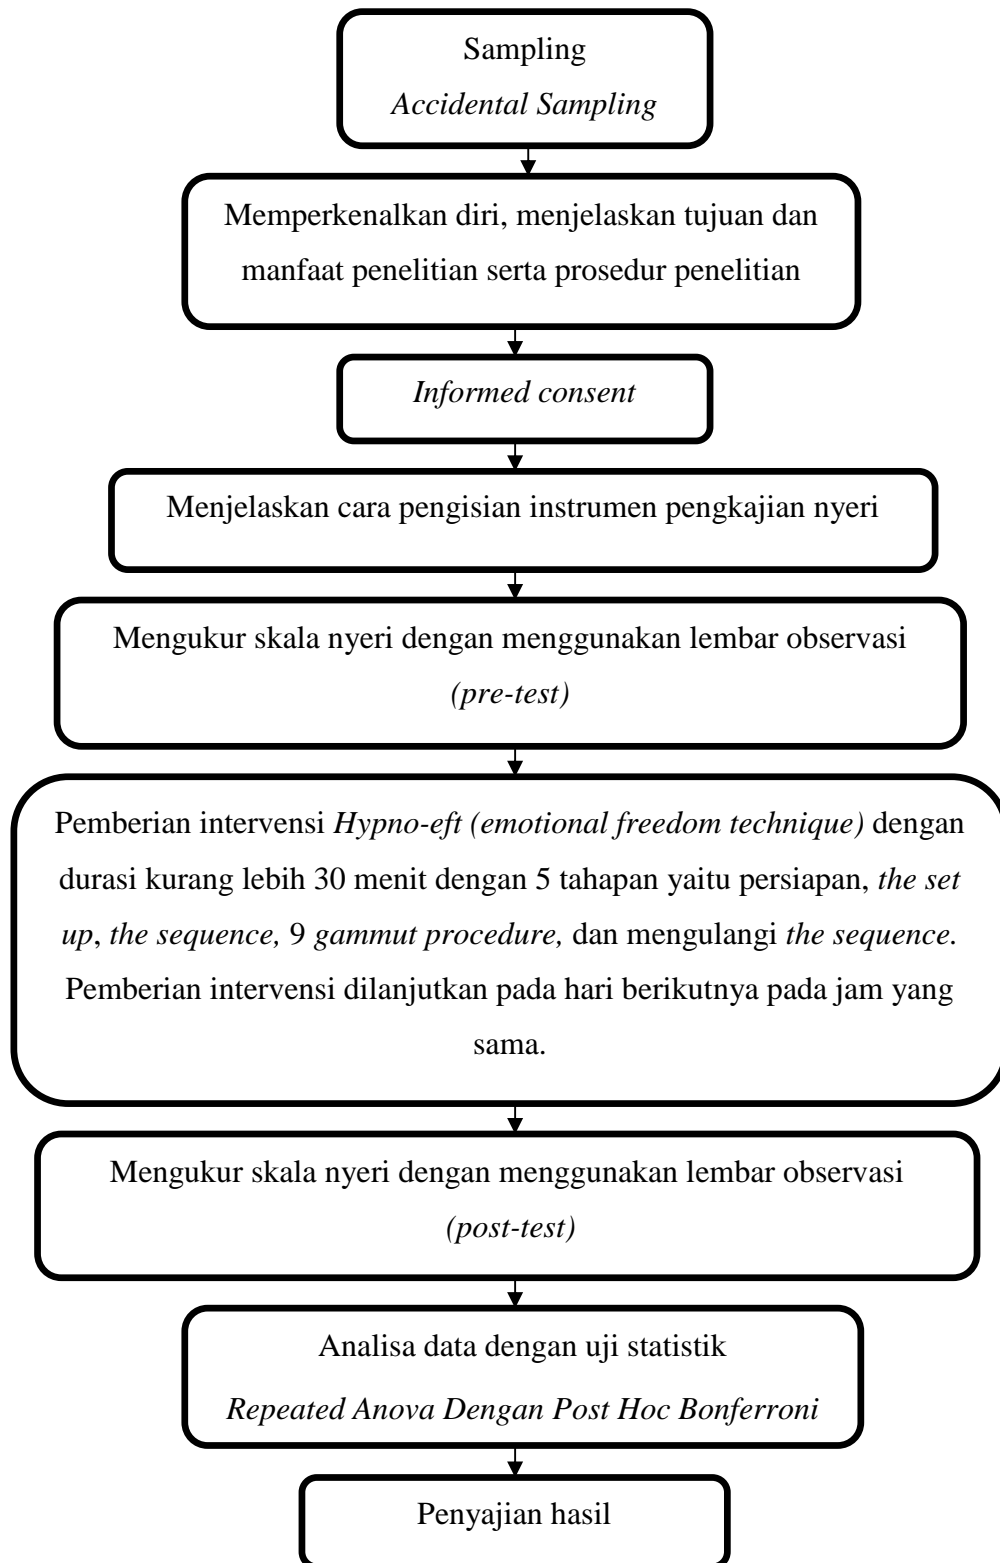 Sampling
Accidental Sampling
Memperkenalkan diri, menjelaskan tujuan dan
manfaat penelitian serta prosedur penelitian
Informed consent
Menjelaskan cara pengisian instrumen pengkajian nyeri
Mengukur skala nyeri dengan menggunakan lembar observasi
(pre-test)
Pemberian intervensi Hypno-eft (emotional freedom technique) dengan
durasi kurang lebih 30 menit dengan 5 tahapan yaitu persiapan, the set
up, the sequence, 9 gammut procedure, dan mengulangi the sequence.
Pemberian intervensi dilanjutkan pada hari berikutnya pada jam yang
sama.
Mengukur skala nyeri dengan menggunakan lembar observasi
(post-test)
Analisa data dengan uji statistik
Repeated Anova Dengan Post Hoc Bonferroni
Penyajian hasil